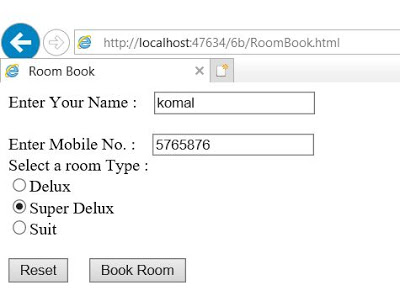 http://localhost:47634/6b/RoomBook.html
Room Book
Enter Your Name : komal
Enter Mobile No. : 5765876
Select a room Type :
Delux
Super Delux
Suit
Reset Book Room